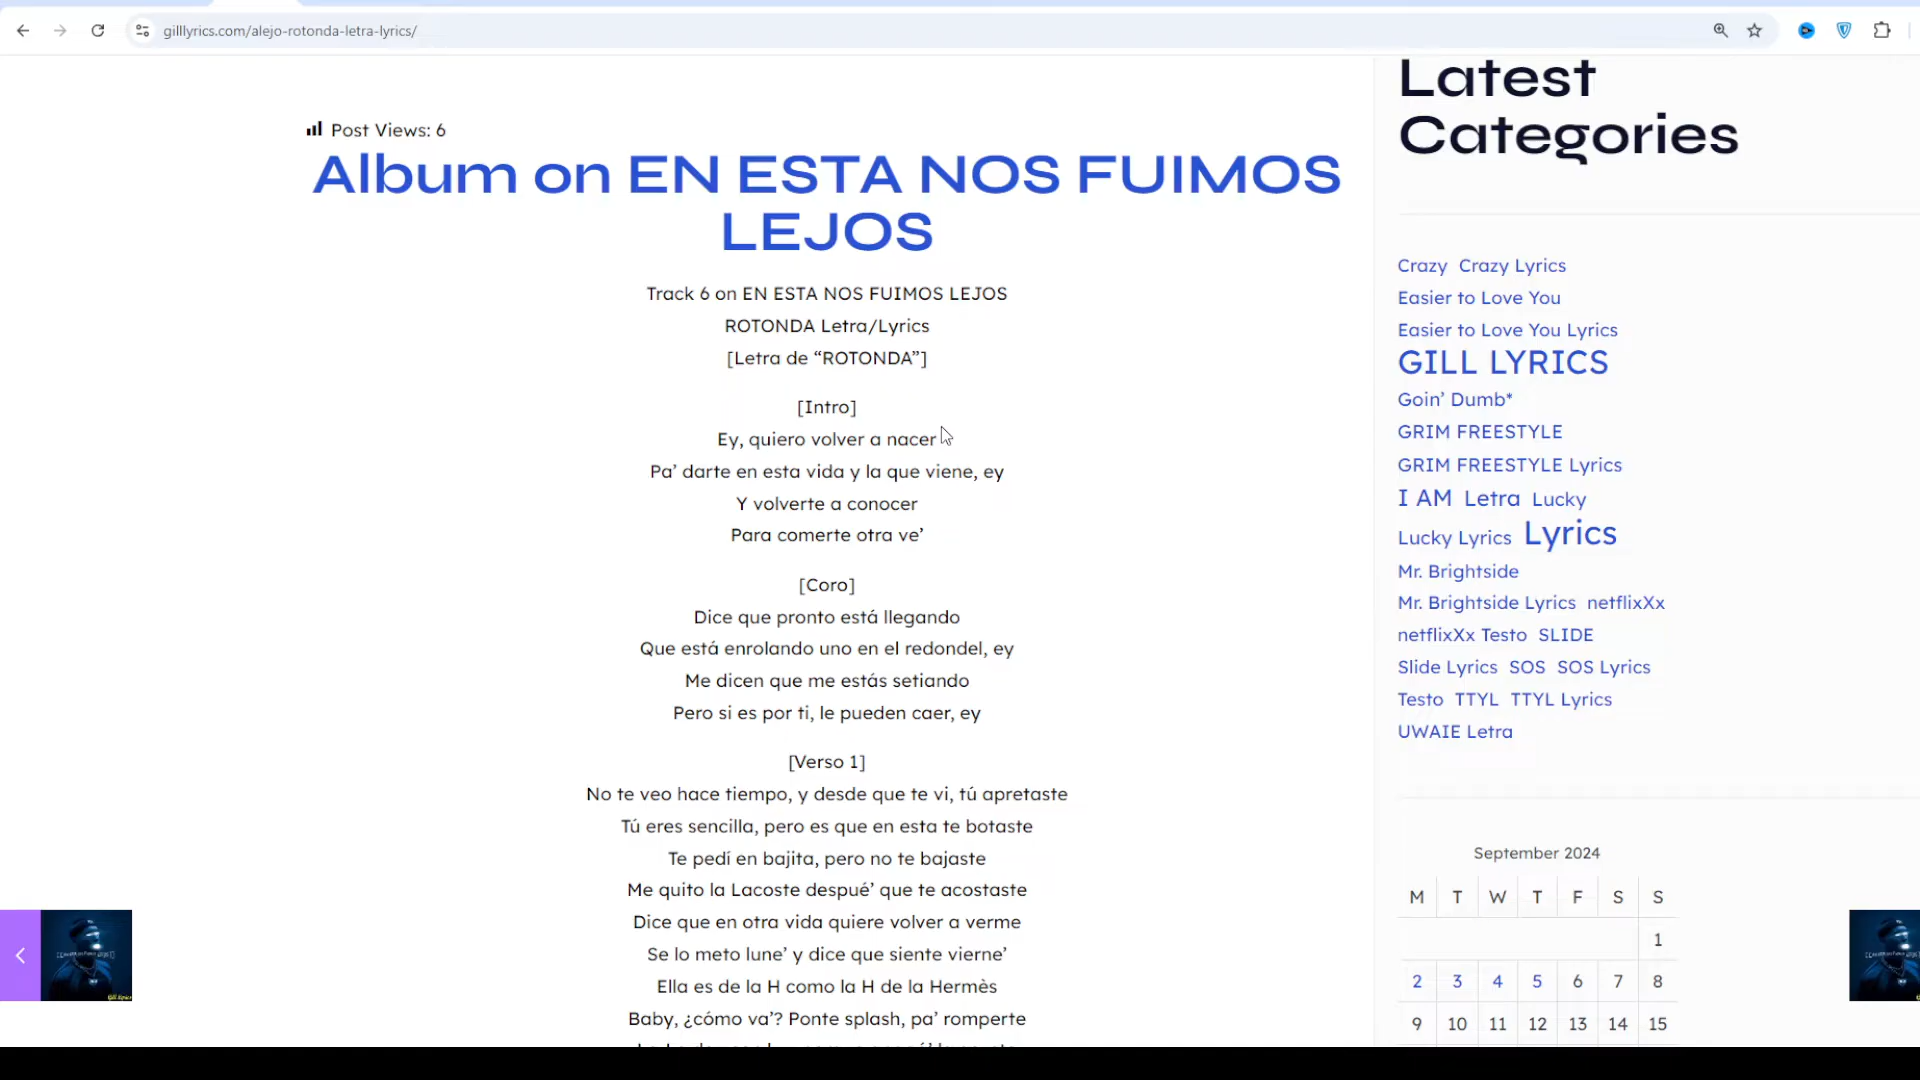 gilllyrics.com/alejo-rotonda-letra-lyrics/
Post Views: 6
Album on EN ESTA NOS FUIMOS
LEJOS
Track 6 on EN ESTA NOS FUIMOS LEJOS
ROTONDA Letra/Lyrics
[Letra de “ROTONDA”]
[Intro]
Ey, quiero volver a nacer
Pa’ darte en esta vida y la que viene, ey
Y volverte a conocer
Para comerte otra ve’
[Coro]
Dice que pronto está llegando
Que está enrolando uno en el redondel, ey
Me dicen que me estás setiando
Pero si es por ti, le pueden caer, ey
[Verso 1]
No te veo hace tiempo, y desde que te vi, tú apretaste
Tú eres sencilla, pero es que en esta te botaste
Te pedí en bajita, pero no te bajaste
Me quito la Lacoste despué’ que te acostaste
Dice que en otra vida quiere volver a verme
Se lo meto lune’ y dice que siente vierne’
Ella es de la H como la H de la Hermès
Baby, ¿cómo va’? Ponte splash, pa’ romperte
Latest
Categories
Crazy Crazy Lyrics
Easier to Love You
Easier to Love You Lyrics
GILL LYRICS
Goin’ Dumb*
GRIM FREESTYLE
GRIM FREESTYLE Lyrics
I AM Letra Lucky
Lucky Lyrics Lyrics
Mr. Brightside
Mr. Brightside Lyrics netflixXx
netflixXx Testo SLIDE
Slide Lyrics SOS SOS Lyrics
Testo TTYL TTYL Lyrics
UWAIE Letra
September 2024
M T W T F S S
1
2 3 4 5 6 7 8
9 10 11 12 13 14 15